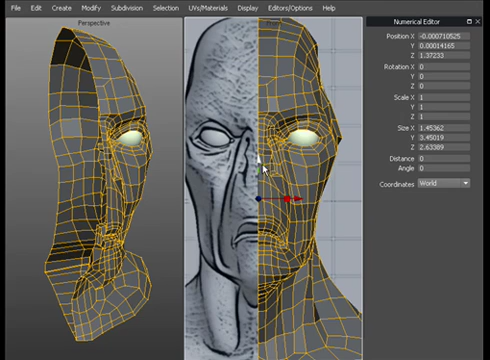 File Edit Create Modify Subdivision Selection UVs/Materials Display Editors/Options Help
Perspective
Numerical Editor
Position X -0.000710525
Y 0.00014165
Z 1.37233
Rotation X 0
Y 0
Z 0
Scale X 1
Y 1
Z 1
Size X 1.45362
Y 3.45019
Z 2.63389
Distance 0
Angle 0
Coordinates World